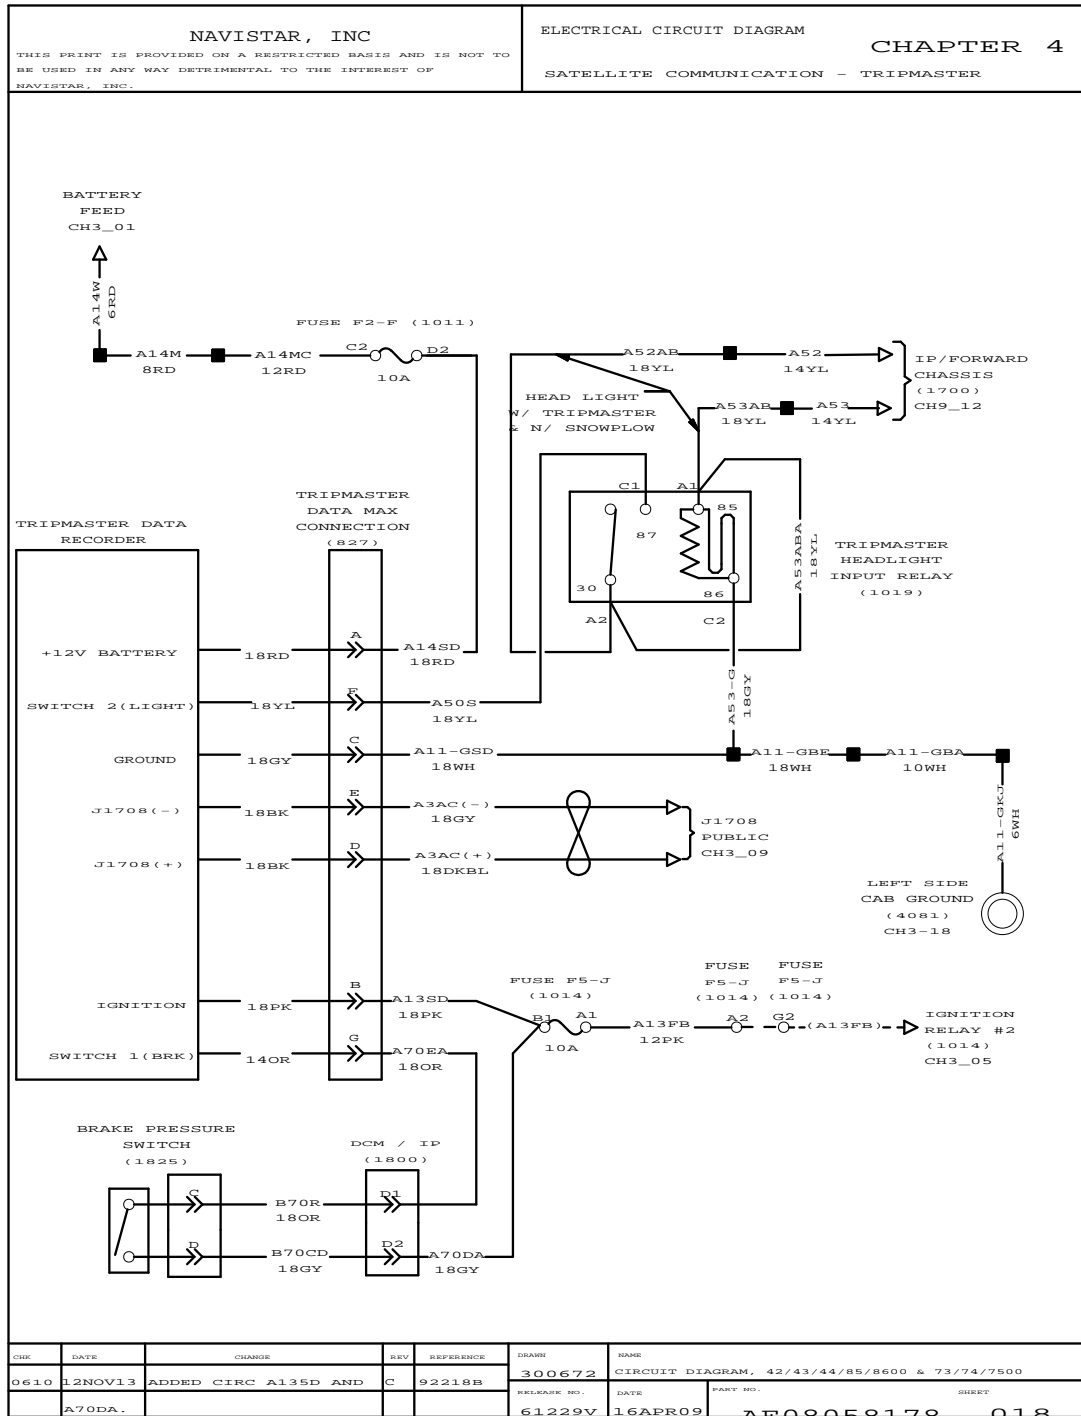 NAVISTAR, INC
THIS PRINT IS PROVIDED ON A RESTRICTED BASIS AND IS NOT TO
BE USED IN ANY WAY DETRIMENTAL TO THE INTEREST OF
NAVISTAR, INC.
ELECTRICAL CIRCUIT DIAGRAM
CHAPTER 4
SATELLITE COMMUNICATION - TRIPMASTER
BATTERY
FEED
CH3_01
A14W
6RD
A14M
8RD
A14MC
12RD
FUSE F2-F (1011)
C2
D2
10A
A52AB
18YL
A52
14YL
A53AB
18YL
A53
14YL
IP/FORWARD
CHASSIS
(1700)
CH9_12
HEAD LIGHT
W/ TRIPMASTER
& N/ SNOWPLOW
C1
A1
85
87
30
86
A2
C2
A53ABA
18YL
TRIPMASTER
HEADLIGHT
INPUT RELAY
(1019)
TRIPMASTER DATA
RECORDER
TRIPMASTER
DATA MAX
CONNECTION
(827)
+12V BATTERY
18RD
A
A14SD
18RD
SWITCH 2(LIGHT)
18YL
F
A50S
18YL
A53-G
18GY
GROUND
18GY
C
A11-GSD
18WH
A11-GBE
18WH
A11-GBA
10WH
A11-GKJ
6WH
J1708(-)
18BK
E
A3AC(-)
18GY
J1708(+)
18BK
D
A3AC(+)
18DKBL
J1708
PUBLIC
CH3_09
LEFT SIDE
CAB GROUND
(4081)
CH3-18
IGNITION
18PK
B
A13SD
18PK
SWITCH 1(BRK)
14OR
G
A70EA
18OR
FUSE F5-J
(1014)
B1
A1
10A
A13FB
12PK
FUSE
F5-J
(1014)
A2
FUSE
F5-J
(1014)
G2
(A13FB)
IGNITION
RELAY #2
(1014)
CH3_05
BRAKE PRESSURE
SWITCH
(1825)
DCM / IP
(1800)
C
B70R
18OR
D1
D
B70CD
18GY
D2
A70DA
18GY
CHK DATE CHANGE REV REFERENCE
0610 12NOV13 ADDED CIRC A135D AND C 92218B
A70DA.
DRAWN
300672
NAME
CIRCUIT DIAGRAM, 42/43/44/85/8600 & 73/74/7500
RELEASE NO.
61229V
DATE
16APR09
PART NO.
AE08058178
SHEET
018